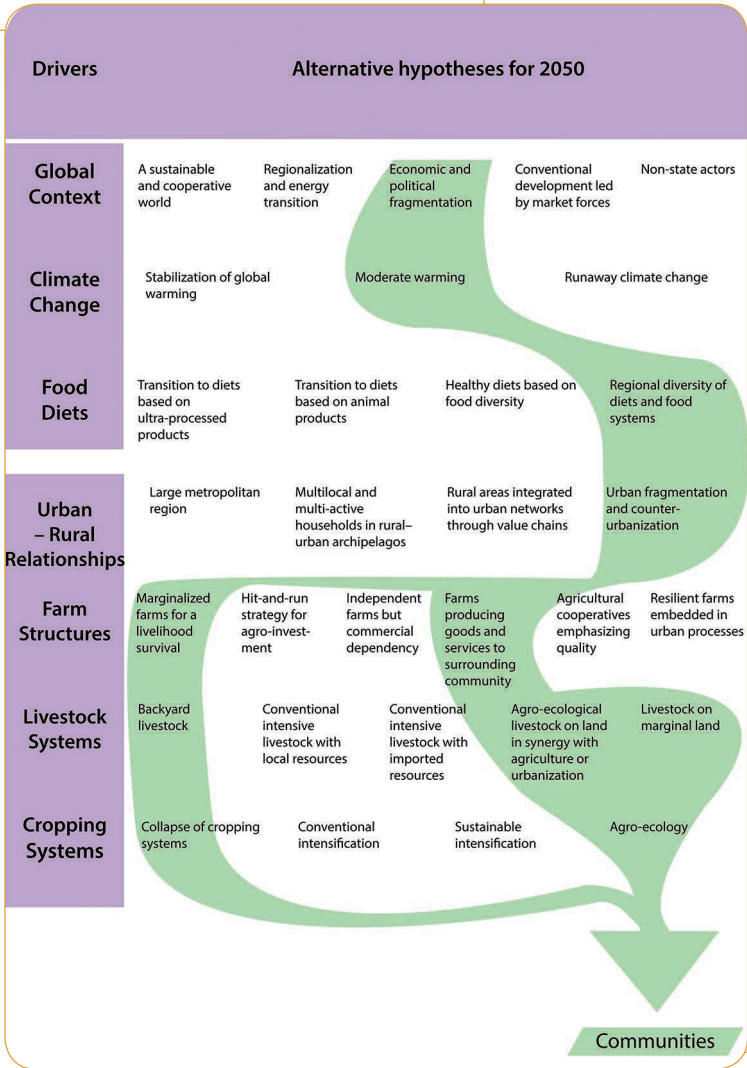 Drivers
Alternative hypotheses for 2050
Global
Context
A sustainable
and cooperative
world
Regionalization
and energy
transition
Economic and
political
fragmentation
Conventional
development led
by market forces
Non-state actors
Climate
Change
Stabilization of global
warming
Moderate warming
Runaway climate change
Food
Diets
Transition to diets
based on
ultra-processed
products
Transition to diets
based on animal
products
Healthy diets based on
food diversity
Regional diversity of
diets and food
systems
Urban
– Rural
Relationships
Large metropolitan
region
Multilocal and
multi-active
households in rural–
urban archipelagos
Rural areas integrated
into urban networks
through value chains
Urban fragmentation
and counter-
urbanization
Farm
Structures
Marginalized
farms for a
livelihood
survival
Hit-and-run
strategy for
agro-invest-
ment
Independent
farms but
commercial
dependency
Farms
producing
goods and
services to
surrounding
community
Agricultural
cooperatives
emphasizing
quality
Resilient farms
embedded in
urban processes
Livestock
Systems
Backyard
livestock
Conventional
intensive
livestock with
local resources
Conventional
intensive
livestock with
imported
resources
Agro-ecological
livestock on land
in synergy with
agriculture or
urbanization
Livestock on
marginal land
Cropping
Systems
Collapse of cropping
systems
Conventional
intensification
Sustainable
intensification
Agro-ecology
Communities